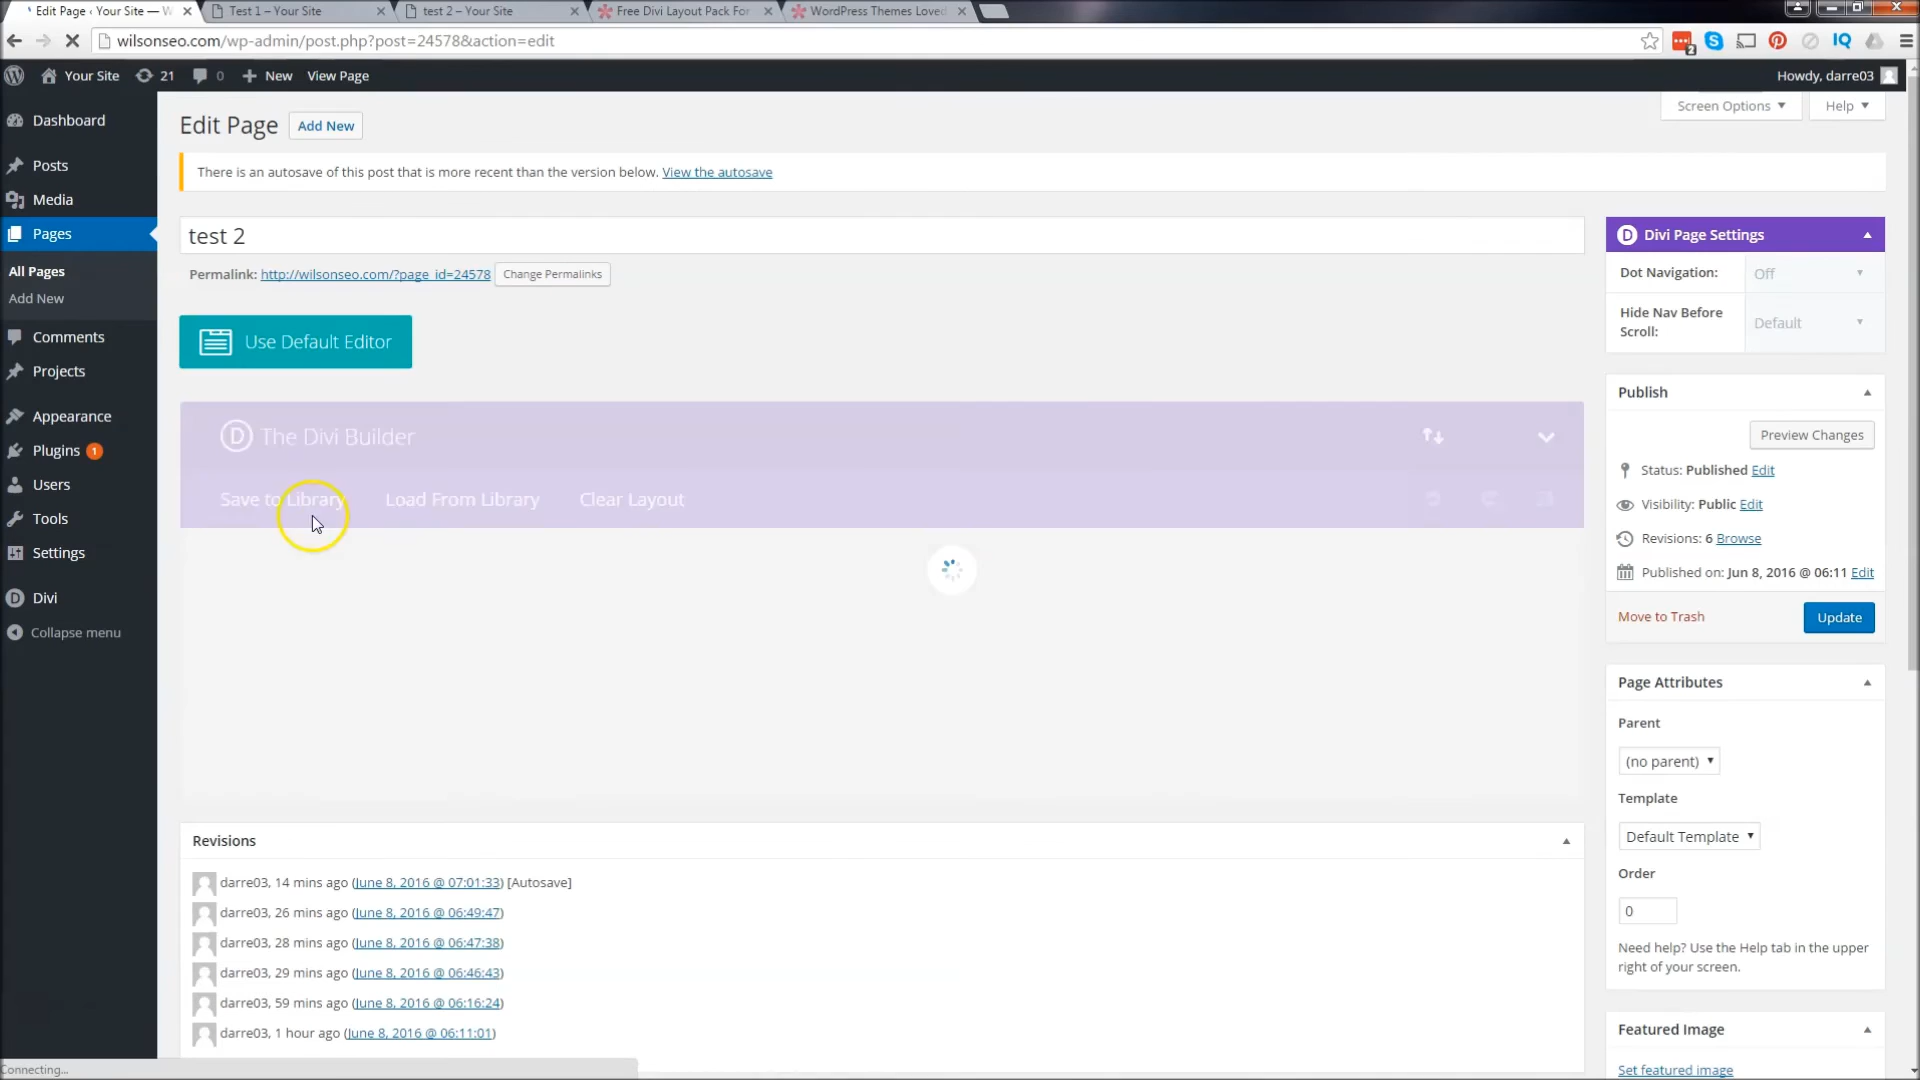 Edit Page ‹ Your Site — W
Test 1 – Your Site
test 2 – Your Site
Free Divi Layout Pack For
WordPress Themes Loved
wilsonseo.com/wp-admin/post.php?post=24578&action=edit
2
IQ
Your Site
21
0
New
View Page
Howdy, darre03
Dashboard
Posts
Media
Pages
All Pages
Add New
Comments
Projects
Appearance
Plugins 1
Users
Tools
Settings
Divi
Collapse menu
Screen Options
Help
Edit Page
Add New
There is an autosave of this post that is more recent than the version below. View the autosave
test 2
Permalink: http://wilsonseo.com/?page_id=24578 Change Permalinks
Use Default Editor
D The Divi Builder
Save to Library
Load From Library
Clear Layout
Revisions
darre03, 14 mins ago (June 8, 2016 @ 07:01:33) [Autosave]
darre03, 26 mins ago (June 8, 2016 @ 06:49:47)
darre03, 28 mins ago (June 8, 2016 @ 06:47:38)
darre03, 29 mins ago (June 8, 2016 @ 06:46:43)
darre03, 59 mins ago (June 8, 2016 @ 06:16:24)
darre03, 1 hour ago (June 8, 2016 @ 06:11:01)
D Divi Page Settings
Dot Navigation:
Off
Hide Nav Before
Scroll:
Default
Publish
Preview Changes
Status: Published Edit
Visibility: Public Edit
Revisions: 6 Browse
Published on: Jun 8, 2016 @ 06:11 Edit
Move to Trash
Update
Page Attributes
Parent
(no parent)
Template
Default Template
Order
0
Need help? Use the Help tab in the upper
right of your screen.
Featured Image
Set featured image
Connecting...